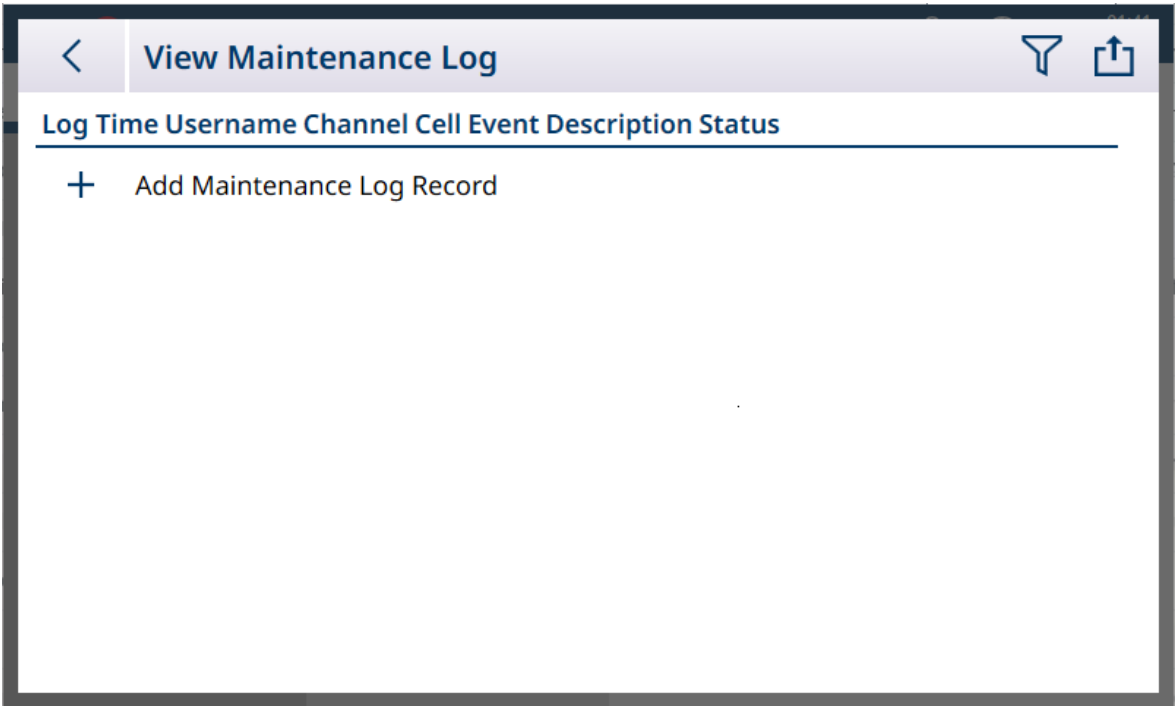 View Maintenance Log
Log Time Username Channel Cell Event Description Status
Add Maintenance Log Record